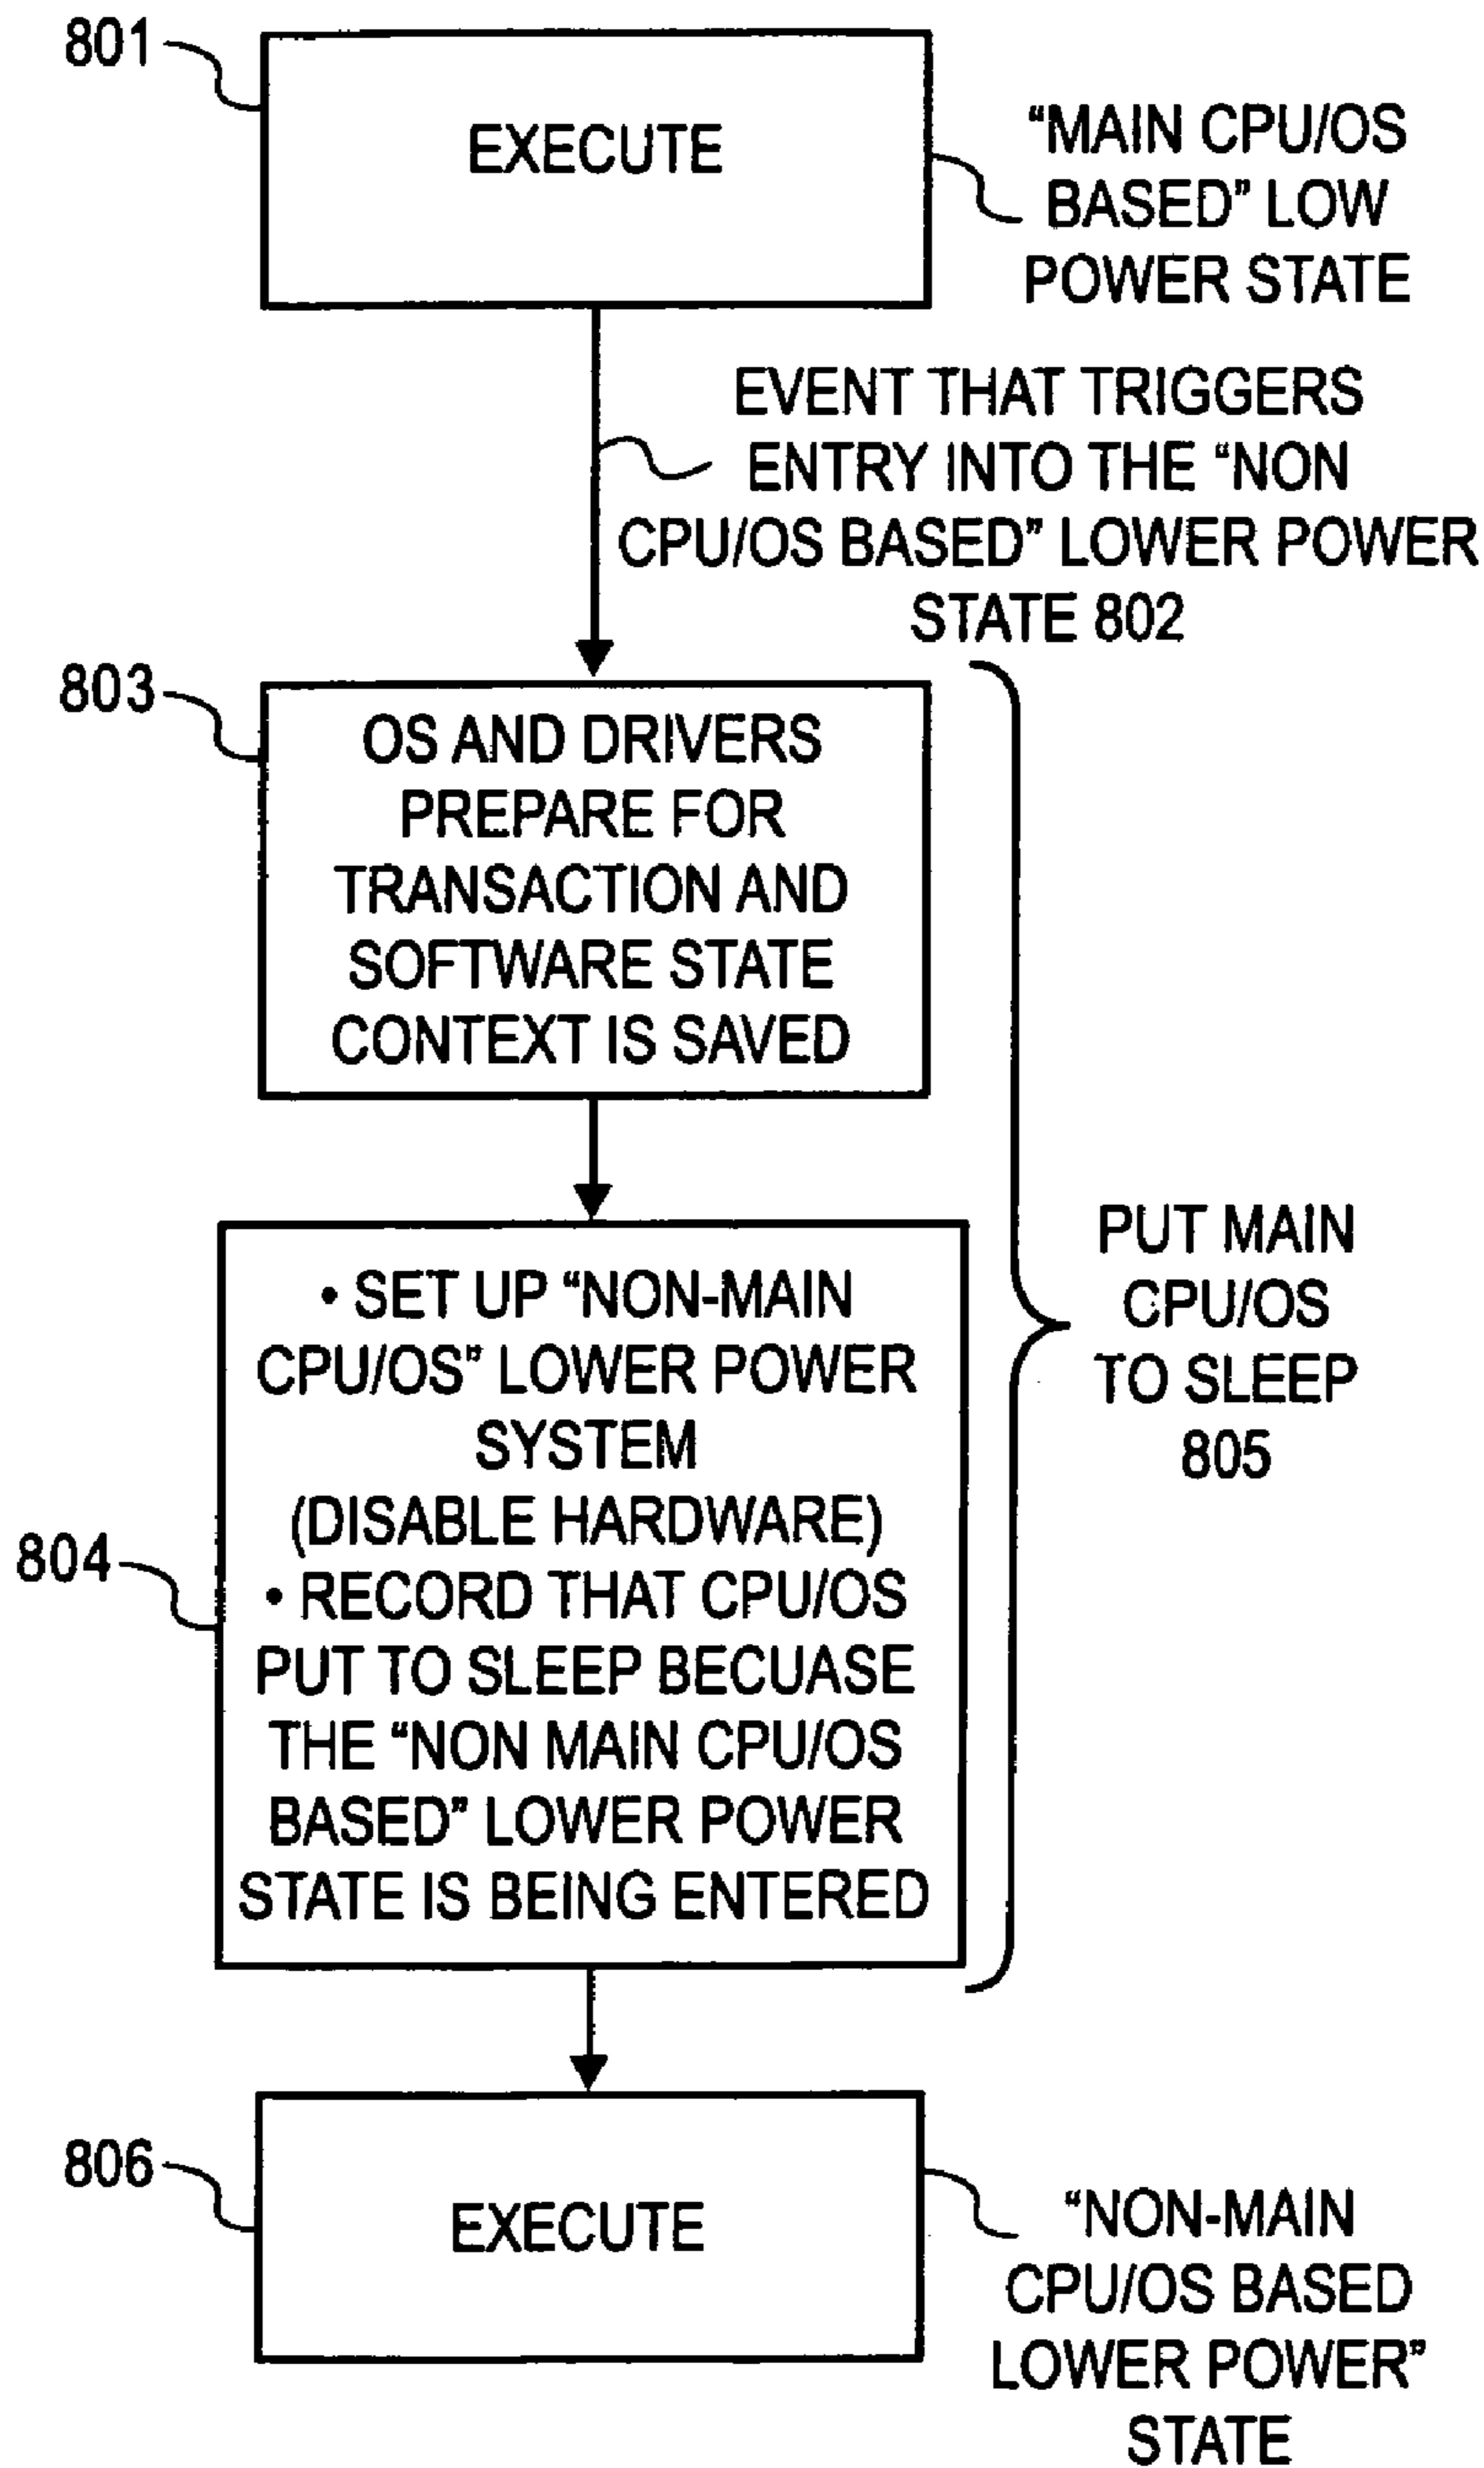 801
EXECUTE
“MAIN CPU/OS
BASED” LOW
POWER STATE
EVENT THAT TRIGGERS
ENTRY INTO THE “NON
CPU/OS BASED” LOWER POWER
STATE 802
803
OS AND DRIVERS
PREPARE FOR
TRANSACTION AND
SOFTWARE STATE
CONTEXT IS SAVED
804
• SET UP “NON-MAIN
CPU/OS” LOWER POWER
SYSTEM
(DISABLE HARDWARE)
• RECORD THAT CPU/OS
PUT TO SLEEP BECUASE
THE “NON MAIN CPU/OS
BASED” LOWER POWER
STATE IS BEING ENTERED
PUT MAIN
CPU/OS
TO SLEEP
805
806
EXECUTE
“NON-MAIN
CPU/OS BASED
LOWER POWER”
STATE